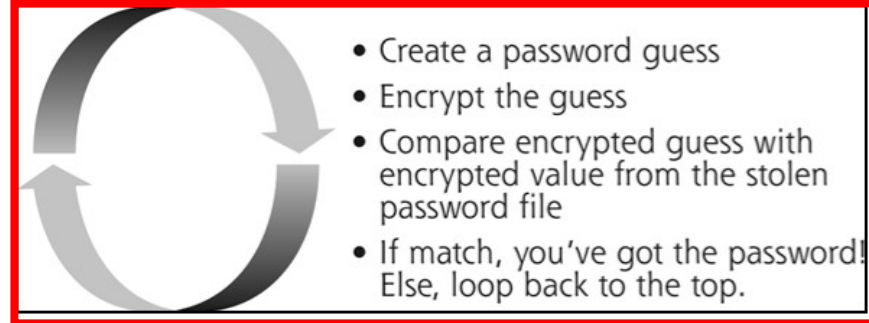 • Create a password guess
• Encrypt the guess
• Compare encrypted guess with
encrypted value from the stolen
password file
• If match, you've got the password!
Else, loop back to the top.